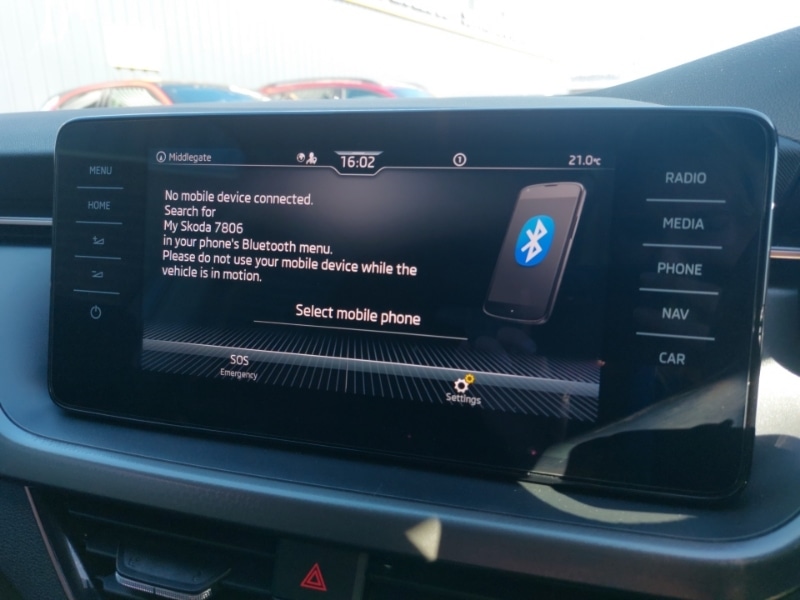 Middlegate
16:02
21.0°c
MENU
HOME
No mobile device connected.
Search for
My Skoda 7806
in your phone's Bluetooth menu.
Please do not use your mobile device while the
vehicle is in motion.
Select mobile phone
SOS
Emergency
Settings
RADIO
MEDIA
PHONE
NAV
CAR